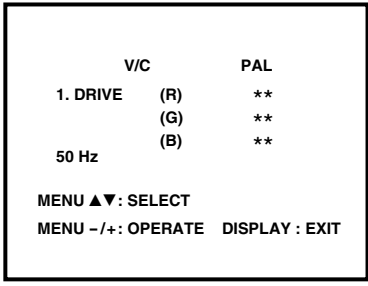 V/C PAL
1. DRIVE (R) **
(G) **
(B) **
50 Hz
MENU ▲▼: SELECT
MENU −/+: OPERATE DISPLAY : EXIT